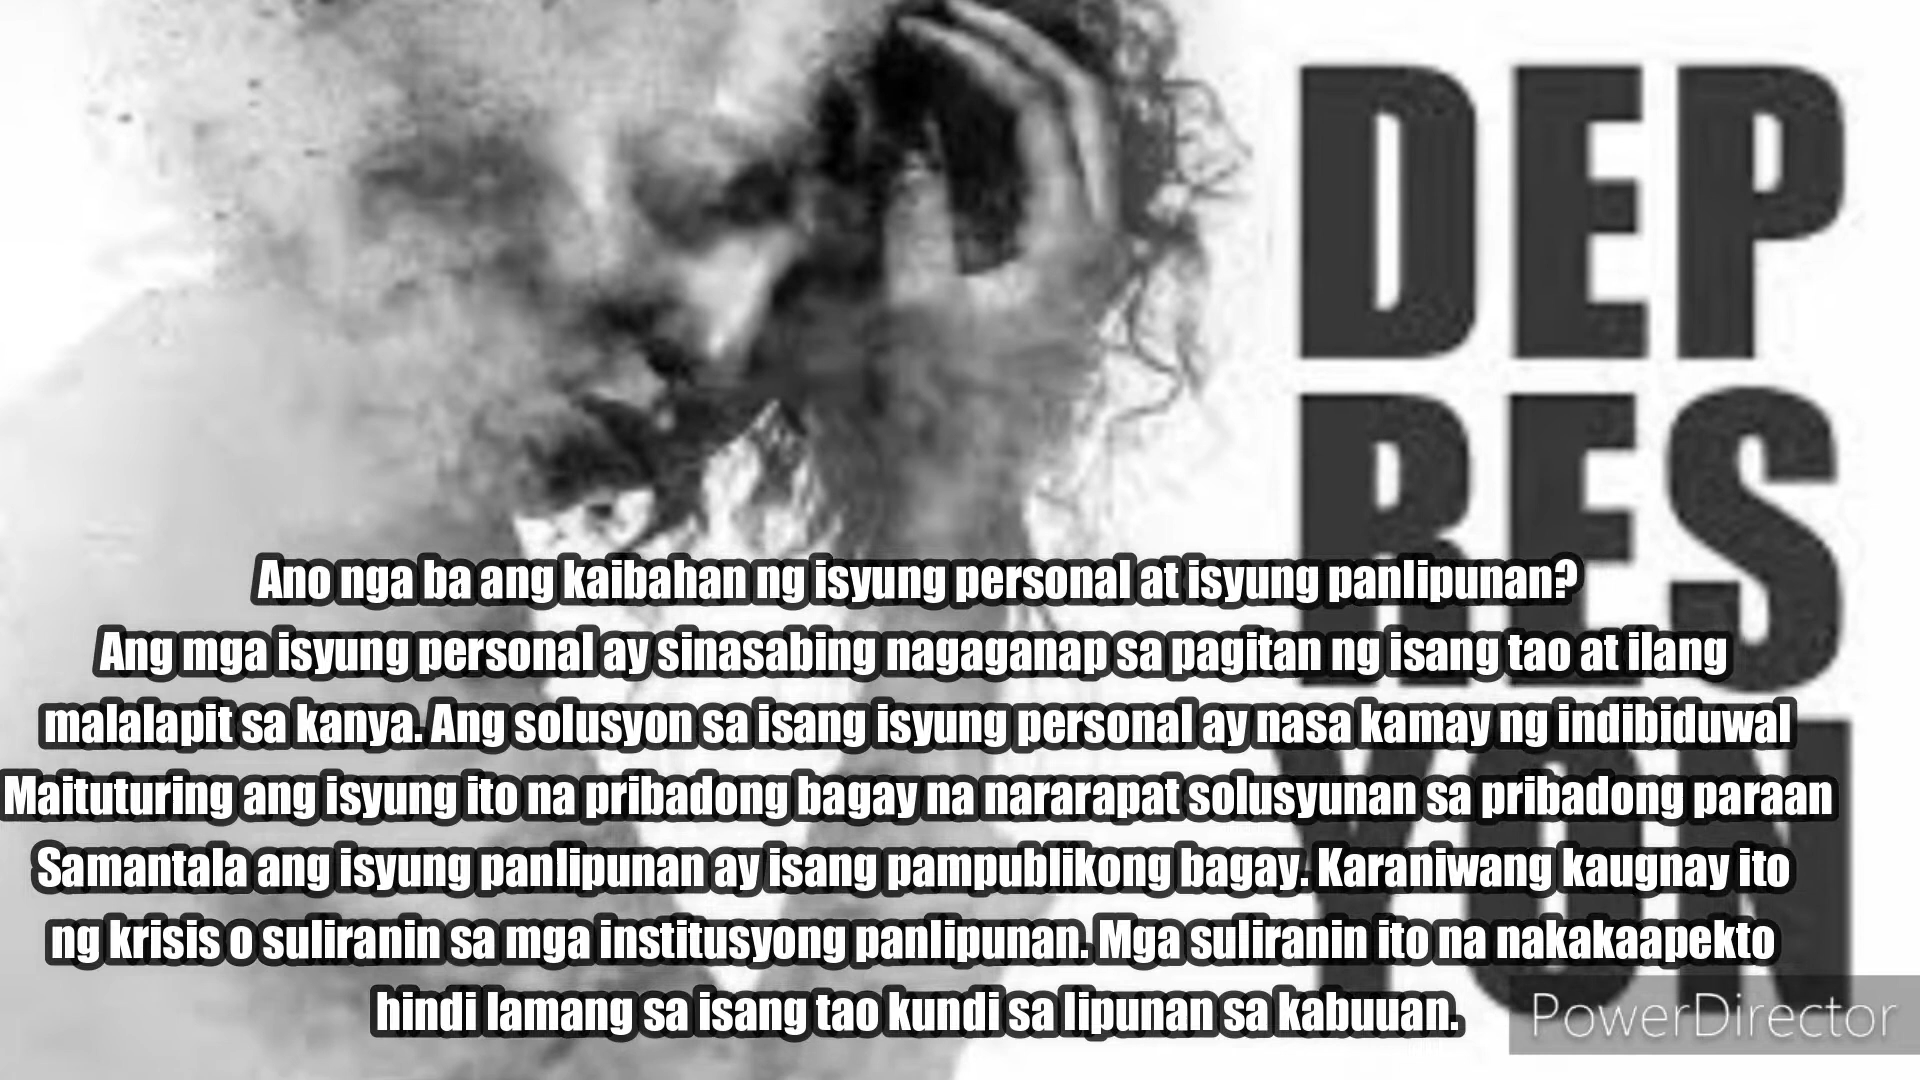 DEP
RES
YON
Ano nga ba ang kaibahan ng isyung personal at isyung panlipunan?
Ang mga isyung personal ay sinasabing nagaganap sa pagitan ng isang tao at ilang
malalapit sa kanya. Ang solusyon sa isang isyung personal ay nasa kamay ng indibiduwal
Maituturing ang isyung ito na pribadong bagay na nararapat solusyunan sa pribadong paraan
Samantala ang isyung panlipunan ay isang pampublikong bagay. Karaniwang kaugnay ito
ng krisis o suliranin sa mga institusyong panlipunan. Mga suliranin ito na nakakaapekto
hindi lamang sa isang tao kundi sa lipunan sa kabuuan.
PowerDirector